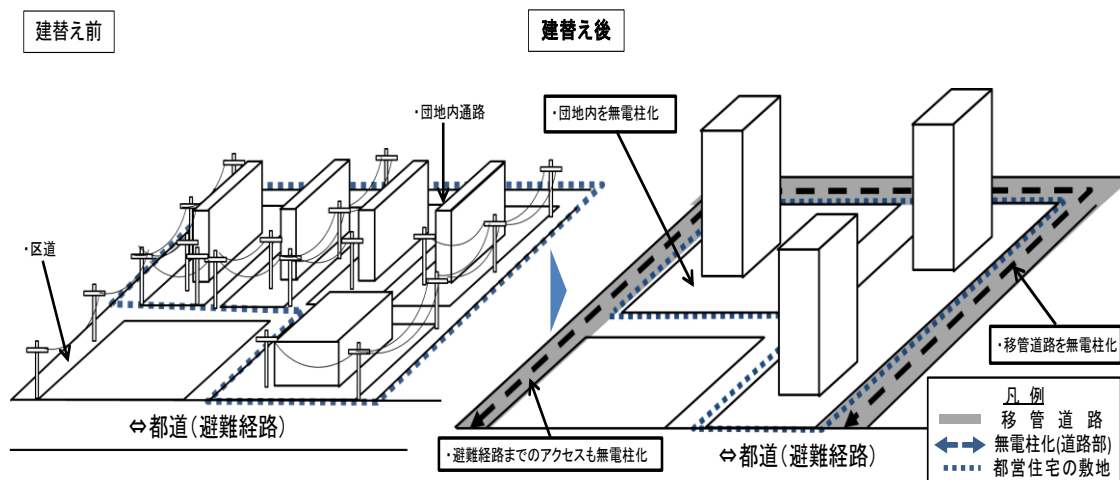 建替え前
建替え後
・団地内通路
・団地内を無電柱化
・区道
・移管道路を無電柱化
⇔都道(避難経路)
・避難経路までのアクセスも無電柱化
⇔都道(避難経路)
凡例
移管道路
無電柱化(道路部)
都営住宅の敷地